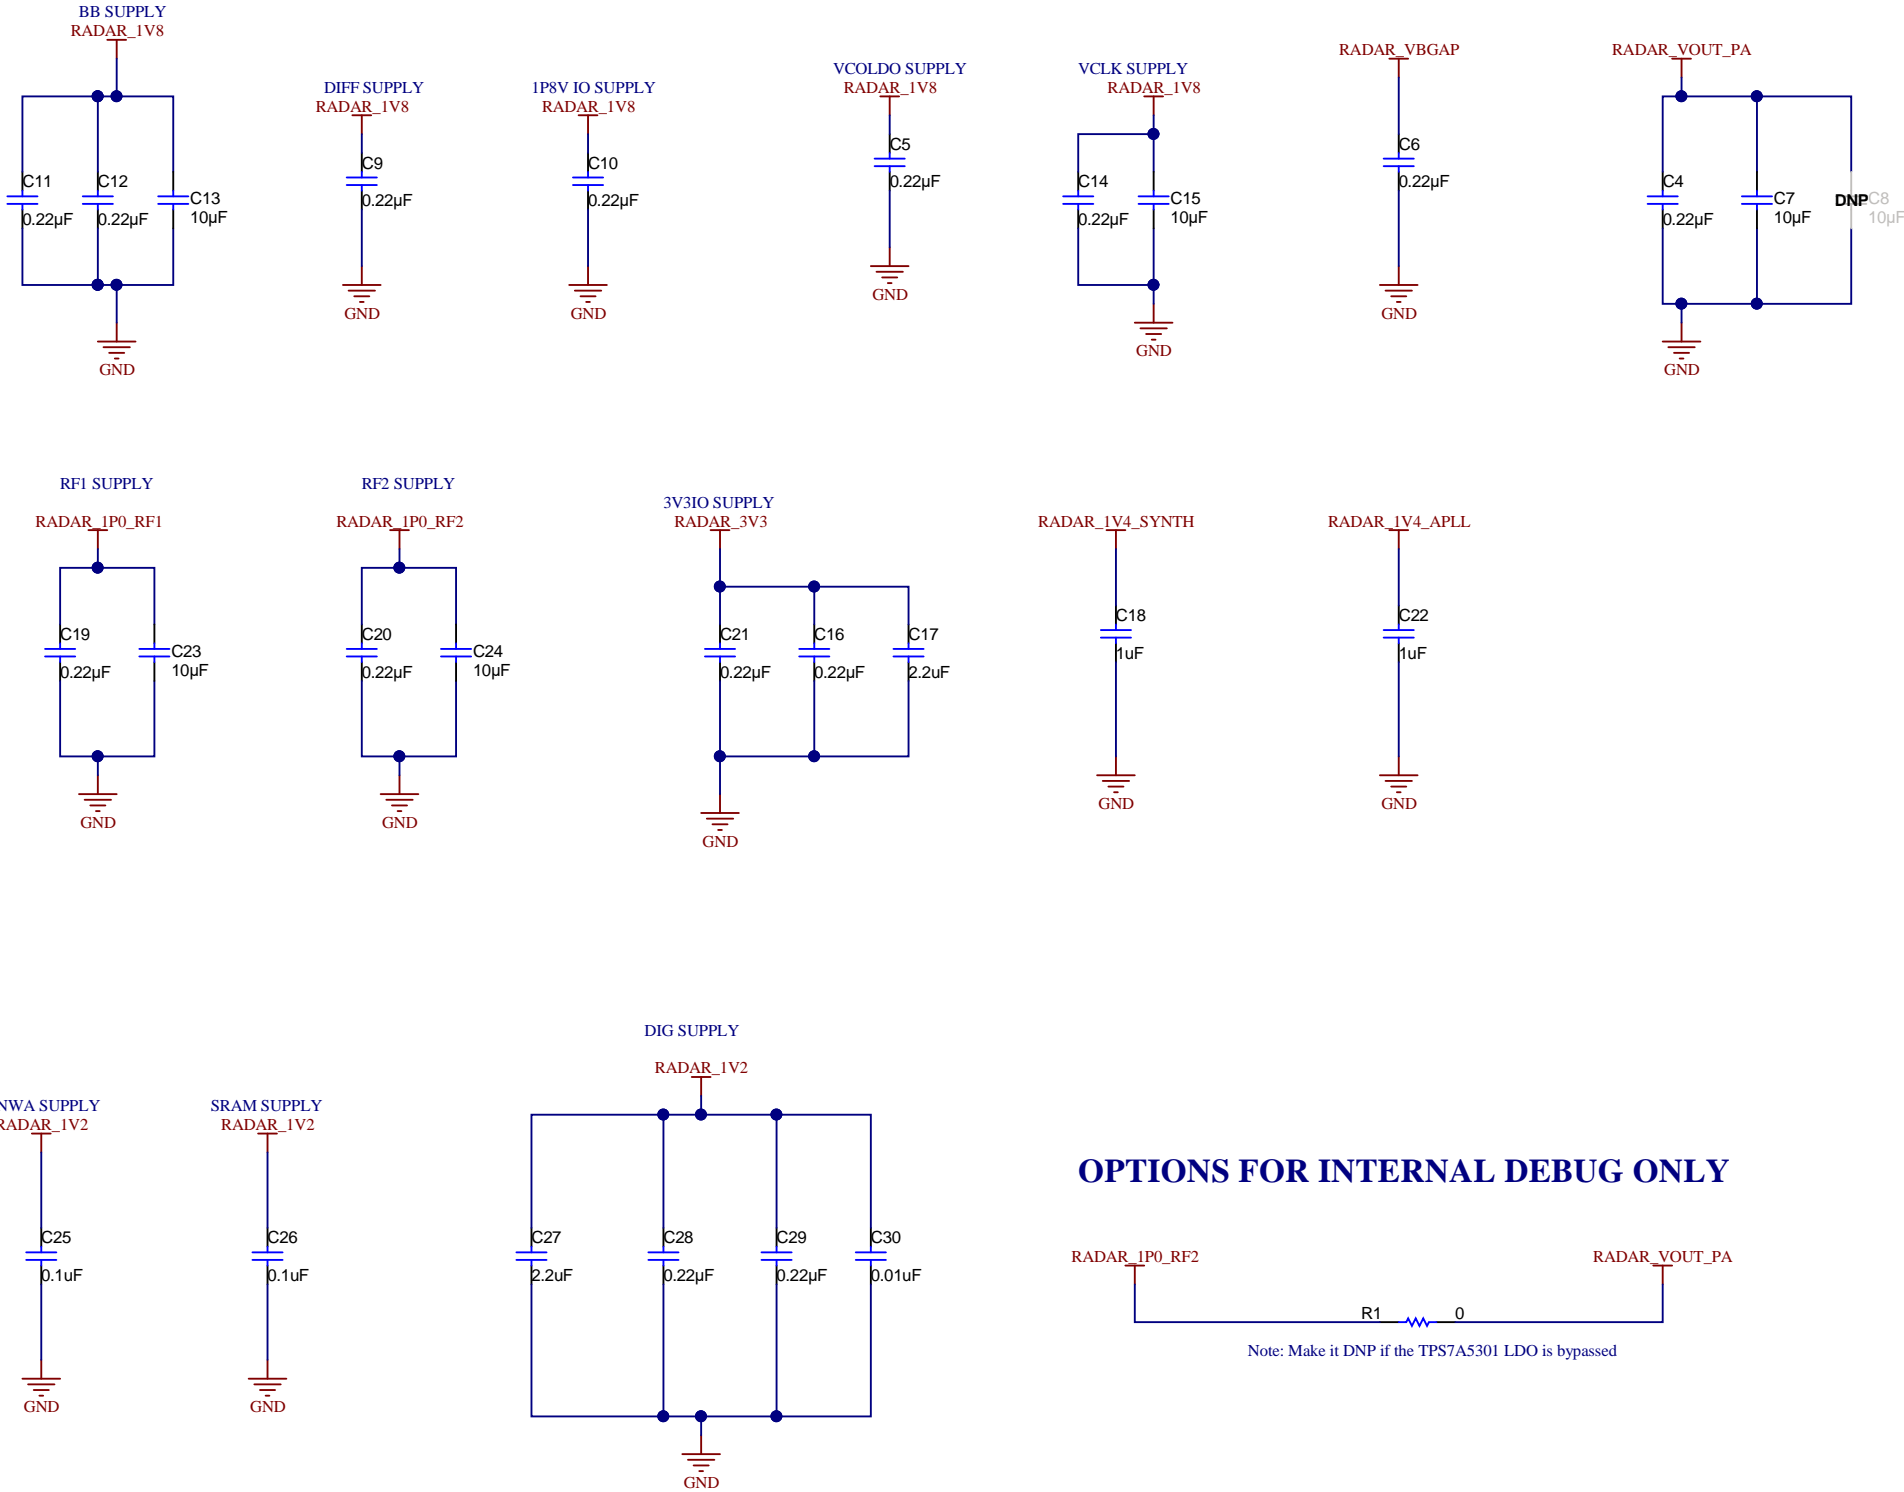 BB SUPPLY
RADAR_1V8
C11
0.22µF
C12
0.22µF
C13
10µF
GND
DIFF SUPPLY
RADAR_1V8
C9
0.22µF
GND
1P8V IO SUPPLY
RADAR_1V8
C10
0.22µF
GND
VCOLDO SUPPLY
RADAR_1V8
C5
0.22µF
GND
VCLK SUPPLY
RADAR_1V8
C14
0.22µF
C15
10µF
GND
RADAR_VBGAP
C6
0.22µF
GND
RADAR_VOUT_PA
C4
0.22µF
C7
10µF
DNP
C8
10µF
GND
RF1 SUPPLY
RADAR_1P0_RF1
C19
0.22µF
C23
10µF
GND
RF2 SUPPLY
RADAR_1P0_RF2
C20
0.22µF
C24
10µF
GND
3V3IO SUPPLY
RADAR_3V3
C21
0.22µF
C16
0.22µF
C17
2.2uF
GND
RADAR_1V4_SYNTH
C18
1uF
GND
RADAR_1V4_APLL
C22
1uF
GND
NWA SUPPLY
RADAR_1V2
C25
0.1uF
GND
SRAM SUPPLY
RADAR_1V2
C26
0.1uF
GND
DIG SUPPLY
RADAR_1V2
C27
2.2uF
C28
0.22µF
C29
0.22µF
C30
0.01uF
GND
OPTIONS FOR INTERNAL DEBUG ONLY
RADAR_1P0_RF2
RADAR_VOUT_PA
R1 0
Note: Make it DNP if the TPS7A5301 LDO is bypassed